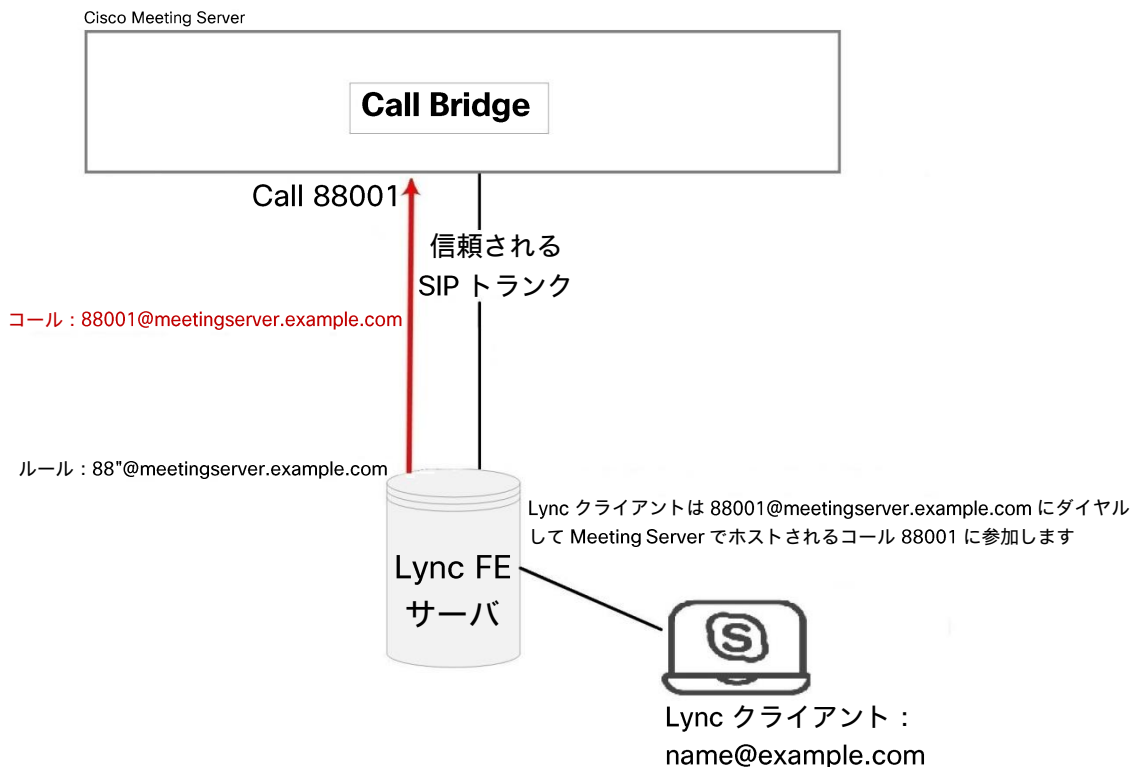 Cisco Meeting Server
Call Bridge
Call 88001
信頼される
SIP トランク
コール：88001@meetingserver.example.com
ルール：88"@meetingserver.example.com
Lync クライアントは 88001@meetingserver.example.com にダイヤル
して Meeting Server でホストされるコール 88001 に参加します
Lync FE
サーバ
Lync クライアント：
name@example.com